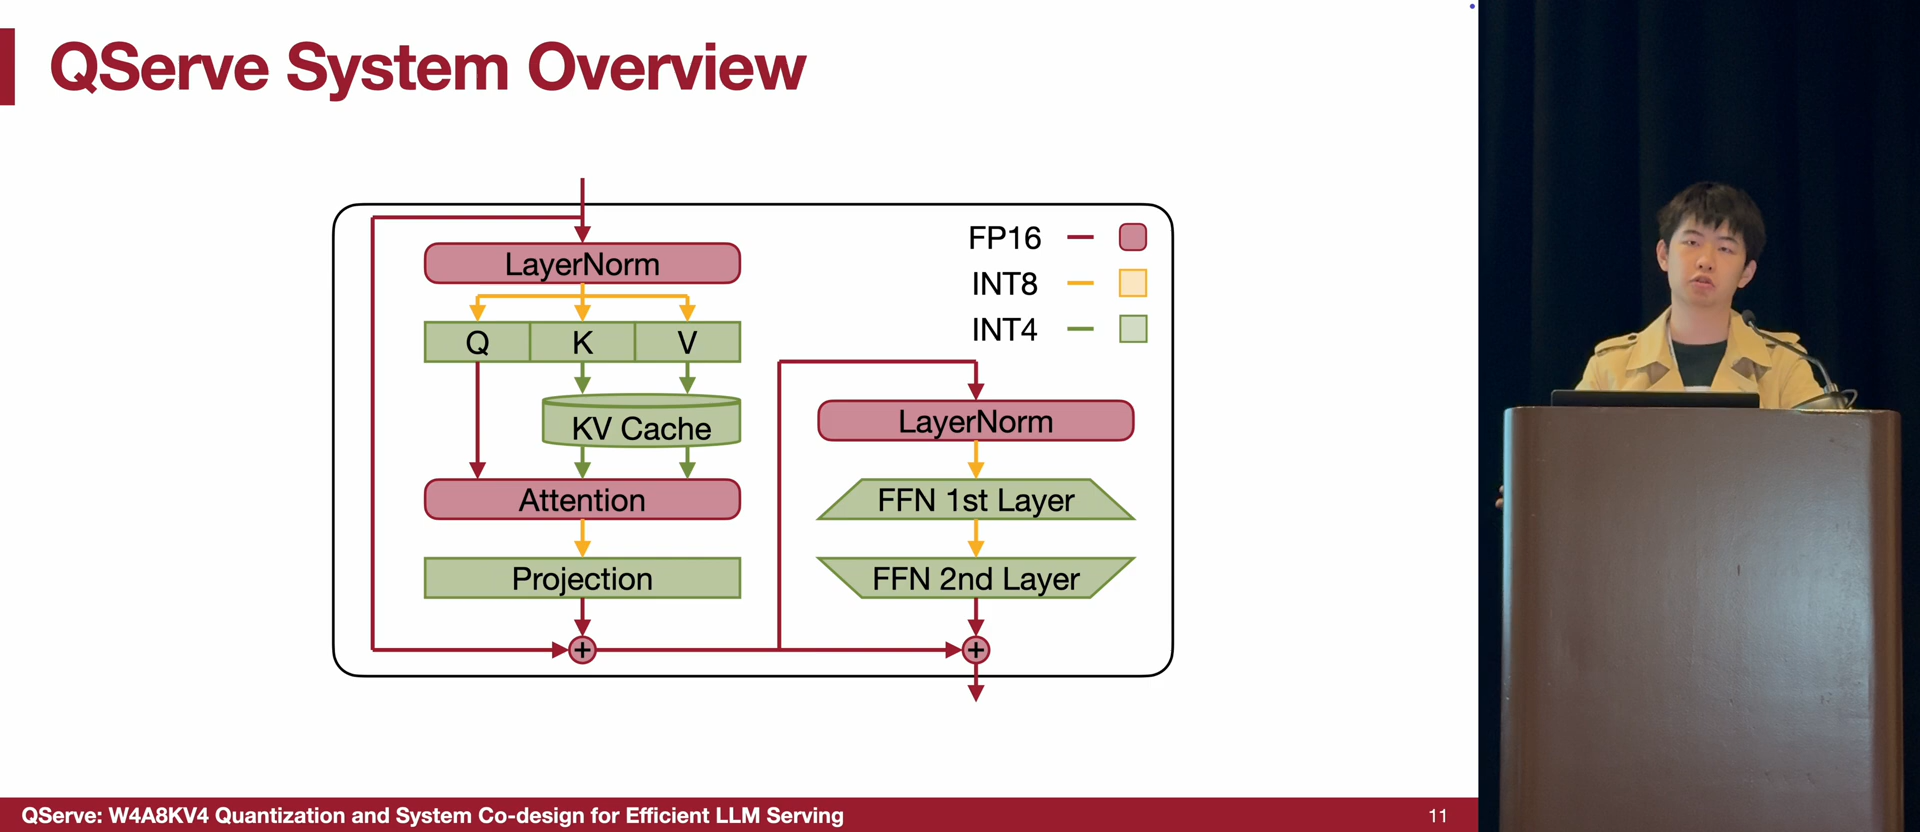 QServe System Overview
LayerNorm
Q K V
KV Cache
Attention
Projection
FP16
INT8
INT4
LayerNorm
FFN 1st Layer
FFN 2nd Layer
+
+
QServe: W4A8KV4 Quantization and System Co-design for Efficient LLM Serving
11